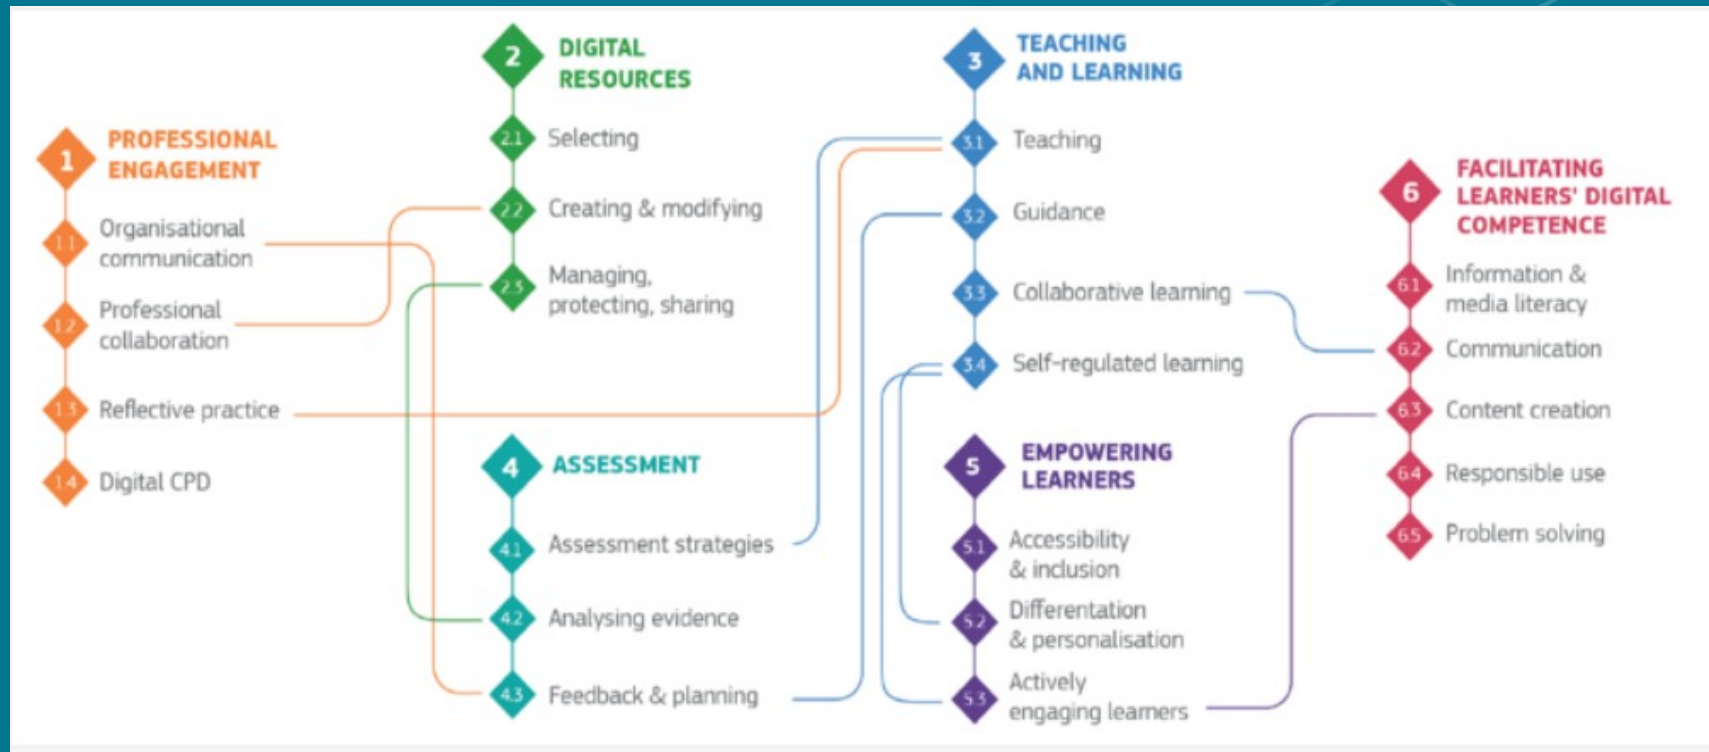 1
PROFESSIONAL
ENGAGEMENT
1.1
Organisational
communication
1.2
Professional
collaboration
1.3
Reflective practice
1.4
Digital CPD
2
DIGITAL
RESOURCES
2.1
Selecting
2.2
Creating & modifying
2.3
Managing,
protecting, sharing
3
TEACHING
AND LEARNING
3.1
Teaching
3.2
Guidance
3.3
Collaborative learning
3.4
Self-regulated learning
4
ASSESSMENT
4.1
Assessment strategies
4.2
Analysing evidence
4.3
Feedback & planning
5
EMPOWERING
LEARNERS
5.1
Accessibility
& inclusion
5.2
Differentation
& personalisation
5.3
Actively
engaging learners
6
FACILITATING
LEARNERS' DIGITAL
COMPETENCE
6.1
Information &
media literacy
6.2
Communication
6.3
Content creation
6.4
Responsible use
6.5
Problem solving